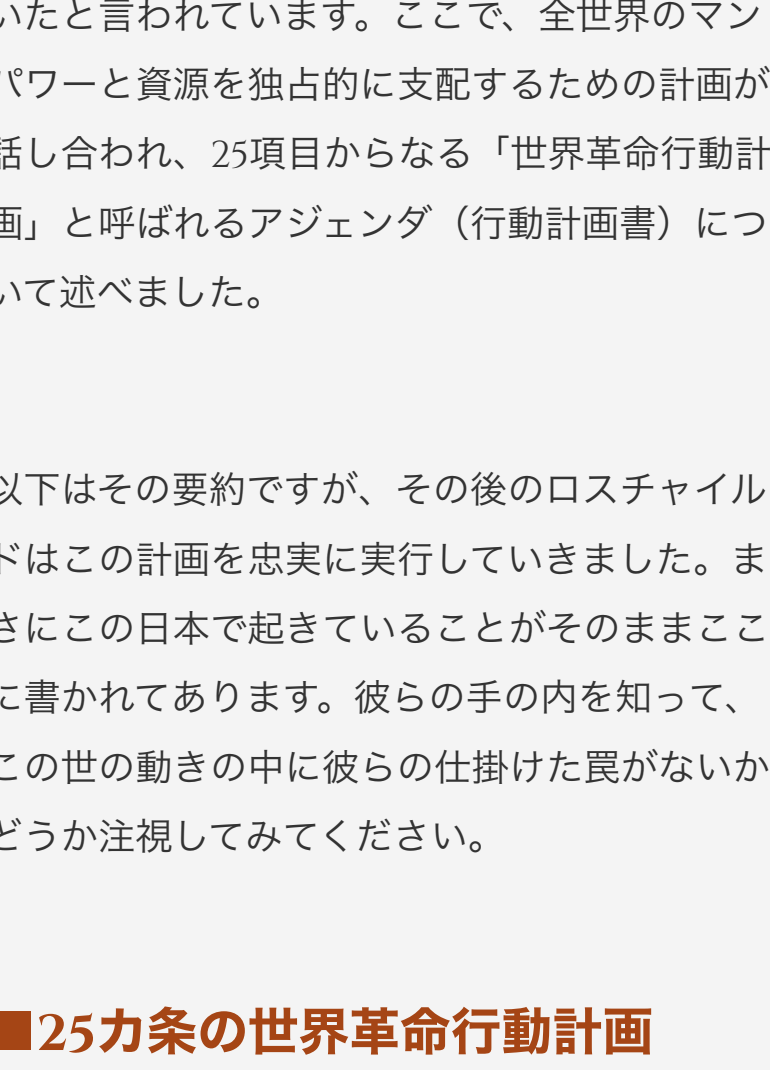 いたと言われています。ここで、全世界のマン
パワーと資源を独占的に支配するための計画が
話し合われ、25項目からなる「世界革命行動計
画」と呼ばれるアジェンダ（行動計画書）につ
いて述べました。
以下はその要約ですが、その後のロスチャイル
ドはこの計画を忠実に実行していきました。ま
さにこの日本で起きていることがそのままここ
に書かれてあります。彼らの手の内を知って、
この世の動きの中に彼らの仕掛けた罠がないか
どうか注視してみてください。
■25カ条の世界革命行動計画